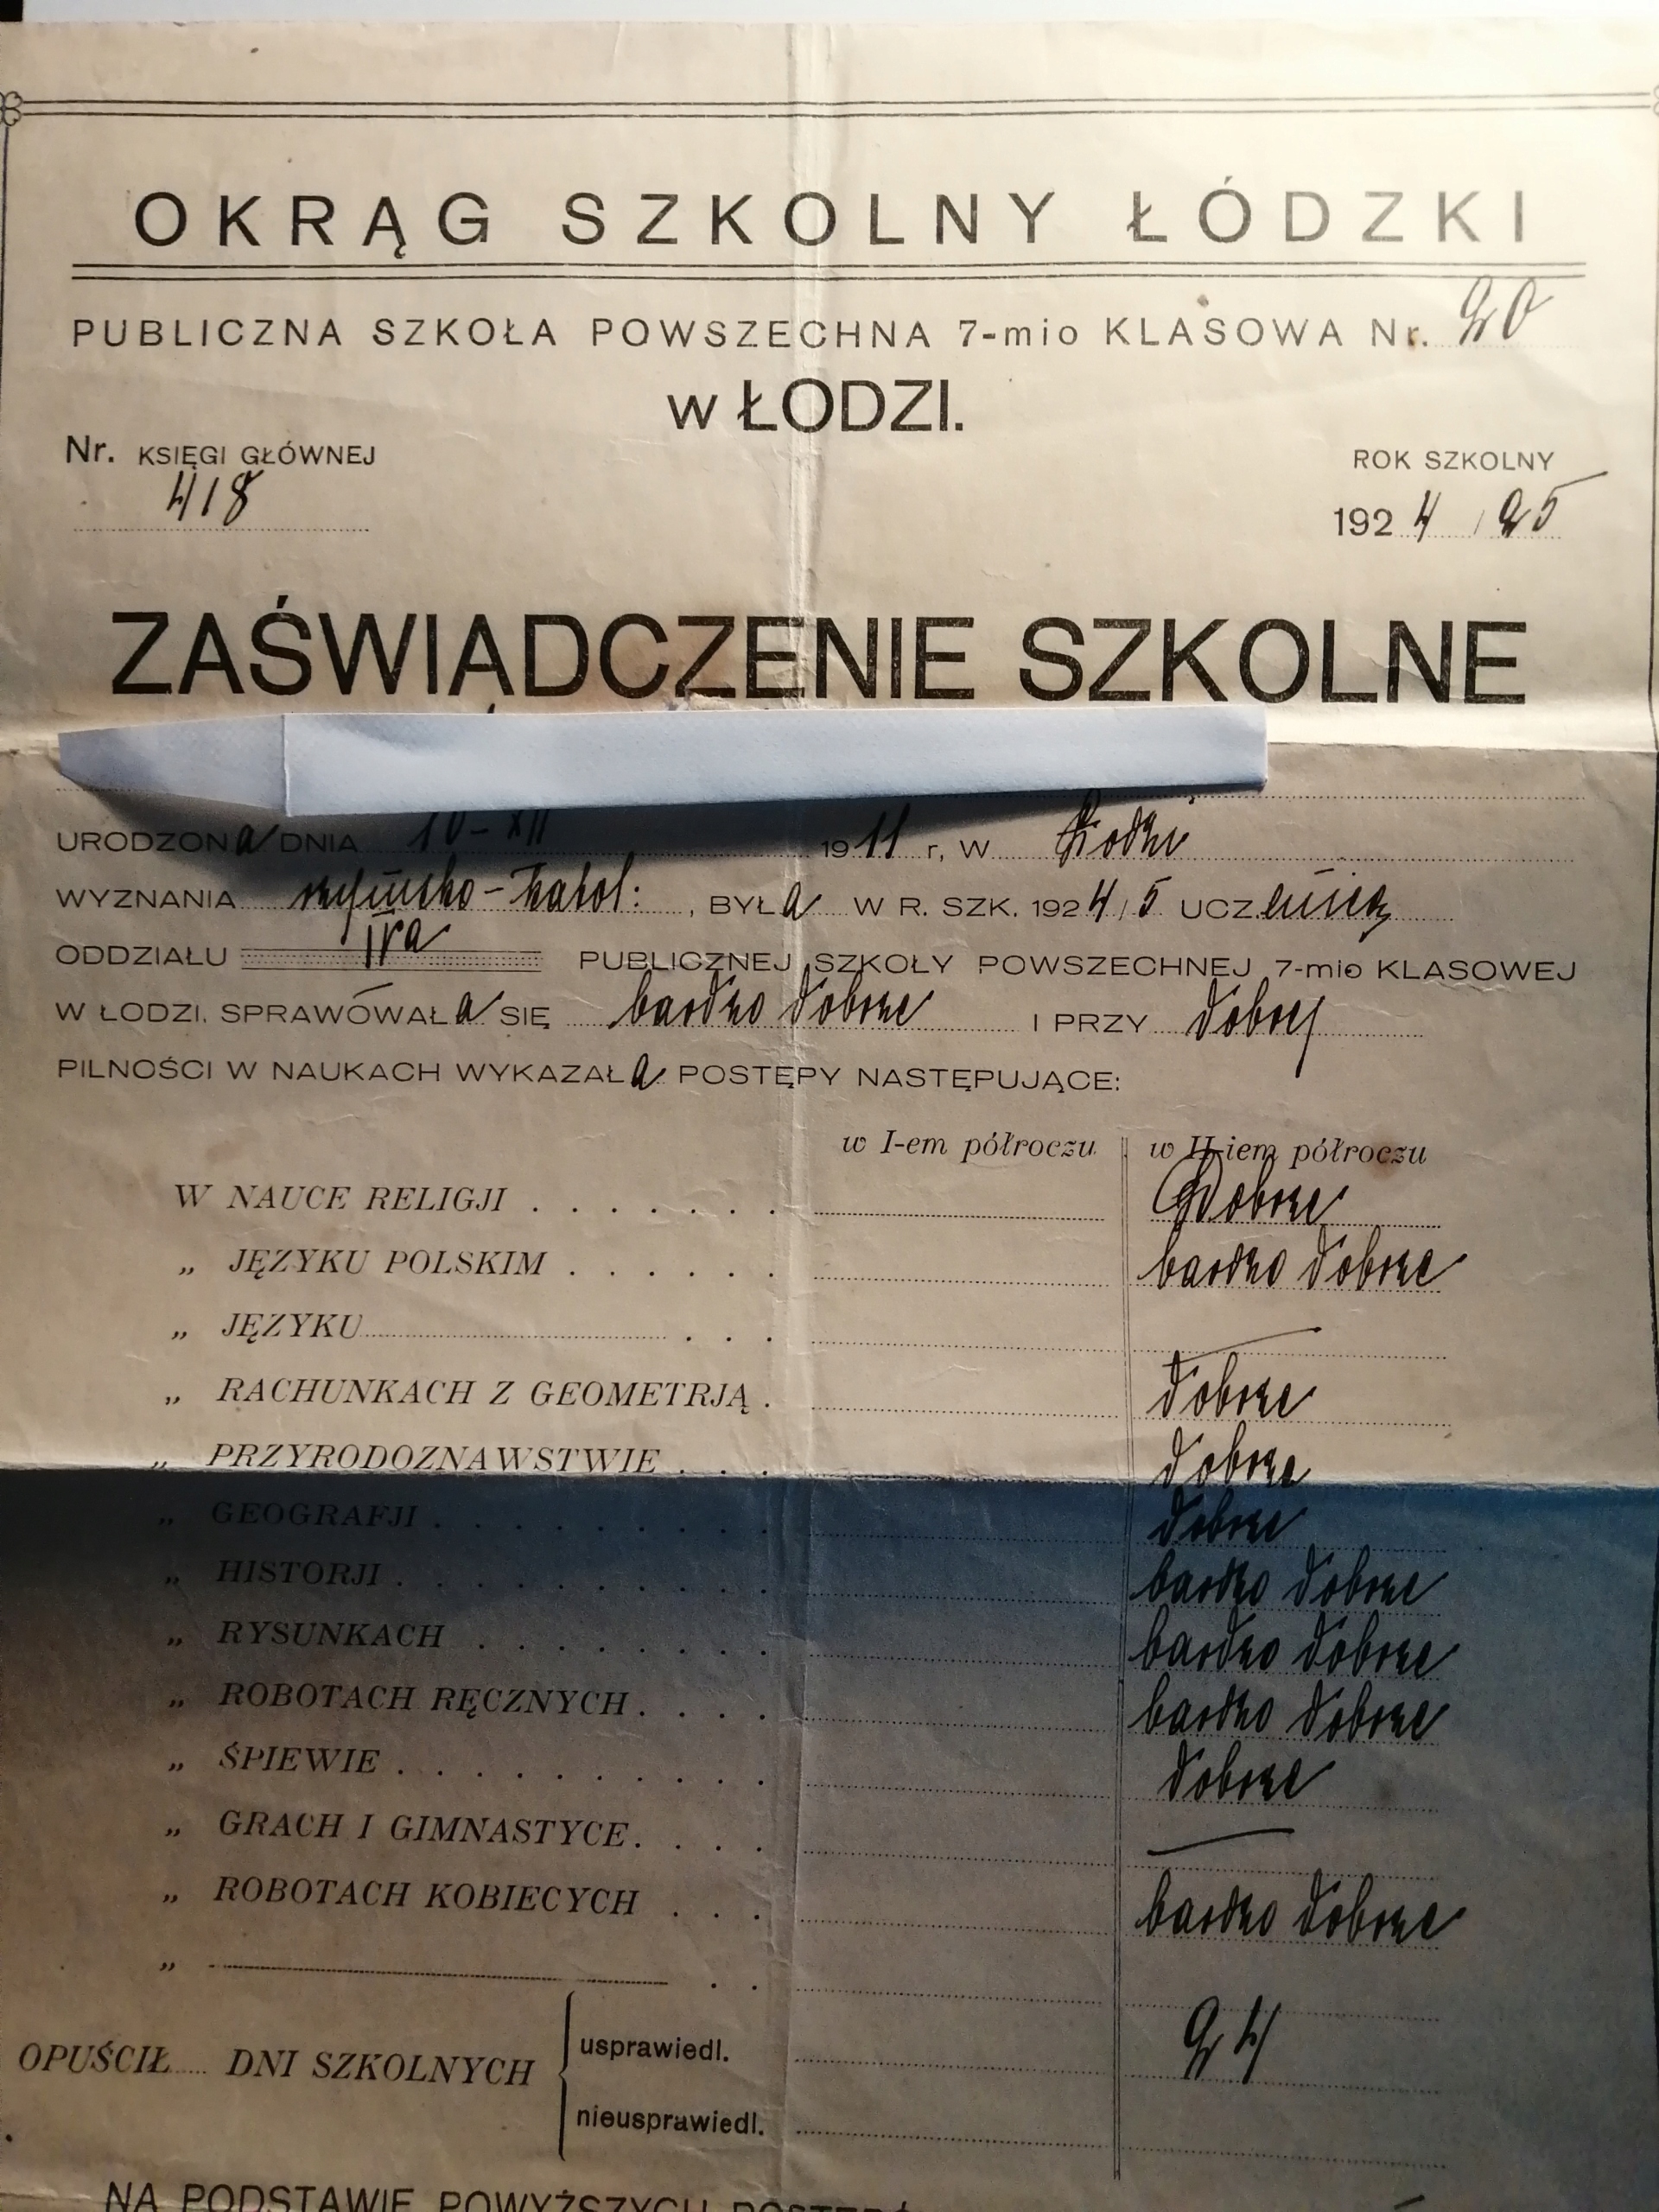 OKRĄG SZKOLNY ŁÓDZKI
PUBLICZNA SZKOŁA POWSZECHNA 7-mio KLASOWA Nr. 20
w ŁODZI.
Nr. KSIĘGI GŁÓWNEJ
418
ROK SZKOLNY
1924/25
ZAŚWIADCZENIE SZKOLNE
URODZONa DNIA 10-XII 1911 r, W Łodzi
WYZNANIA rzymsko-katol: , BYŁa W R. SZK. 1924/5 UCZenicą
ODDZIAŁU IVa PUBLICZNEJ SZKOŁY POWSZECHNEJ 7-mio KLASOWEJ
W ŁODZI. SPRAWOWAŁa SIĘ bardzo dobrze I PRZY dobrej
PILNOŚCI W NAUKACH WYKAZAŁa POSTĘPY NASTĘPUJĄCE:
w I-em półroczu w II-iem półroczu
W NAUCE RELIGJI . . . . . . . Dobrze
„ JĘZYKU POLSKIM . . . . . . bardzo dobrze
„ JĘZYKU . . . —
„ RACHUNKACH Z GEOMETRJĄ . dobrze
„ PRZYRODOZNAWSTWIE . . . dobrze
„ GEOGRAFJI . . . . . . . . . . dobrze
„ HISTORJI . . . . . . . . . . bardzo dobrze
„ RYSUNKACH . . . . . . . . bardzo dobrze
„ ROBOTACH RĘCZNYCH . . . . bardzo dobrze
„ ŚPIEWIE . . . . . . . . . . dobrze
„ GRACH I GIMNASTYCE . . . . —
„ ROBOTACH KOBIECYCH . . . bardzo dobrze
„ . .
OPUŚCIŁ DNI SZKOLNYCH usprawiedl. 24
nieusprawiedl.
NA PODSTAWIE POWYŻSZYCH